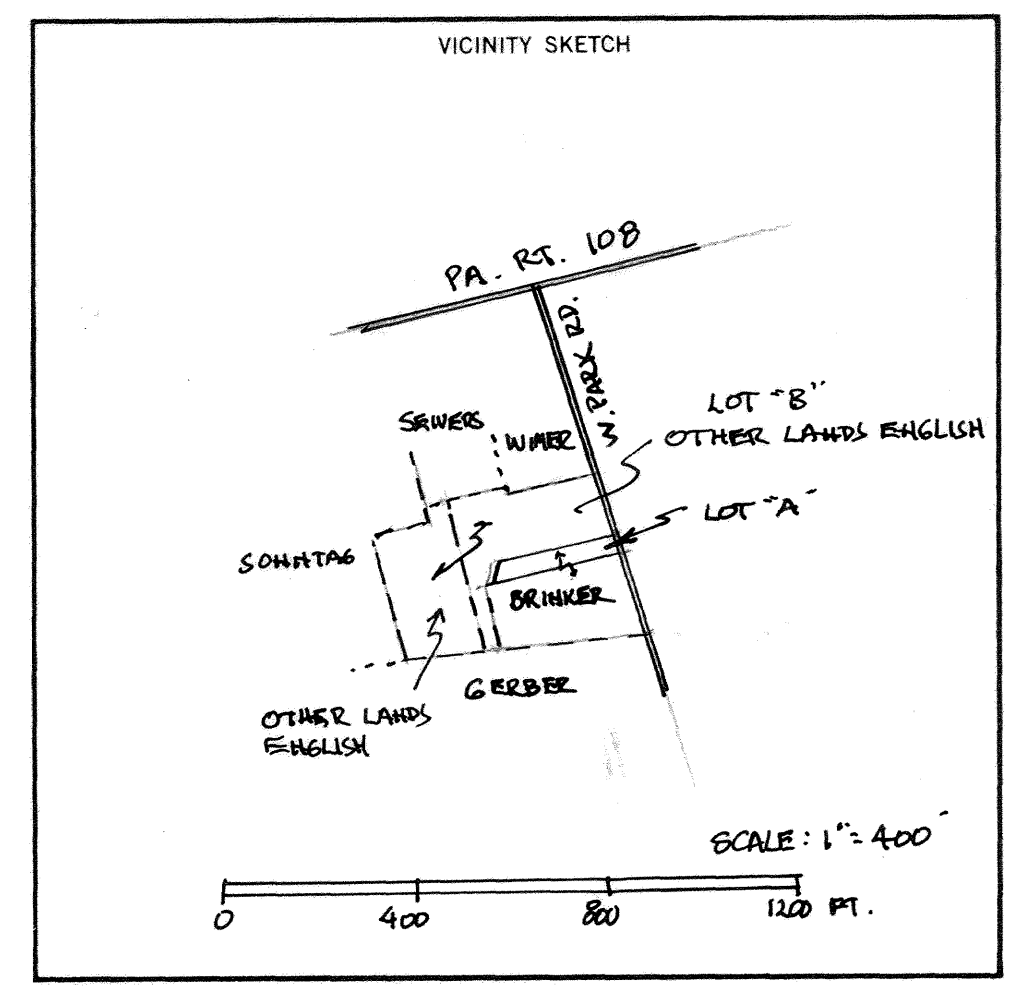 VICINITY SKETCH
PA. RT. 108
W. PARK RD.
LOT "B"
OTHER LANDS ENGLISH
SEWERS
WIMER
LOT "A"
SONNTAG
BRINKER
GERBER
OTHER LANDS
ENGLISH
SCALE: 1" = 400'
0 400 800 1200 FT.